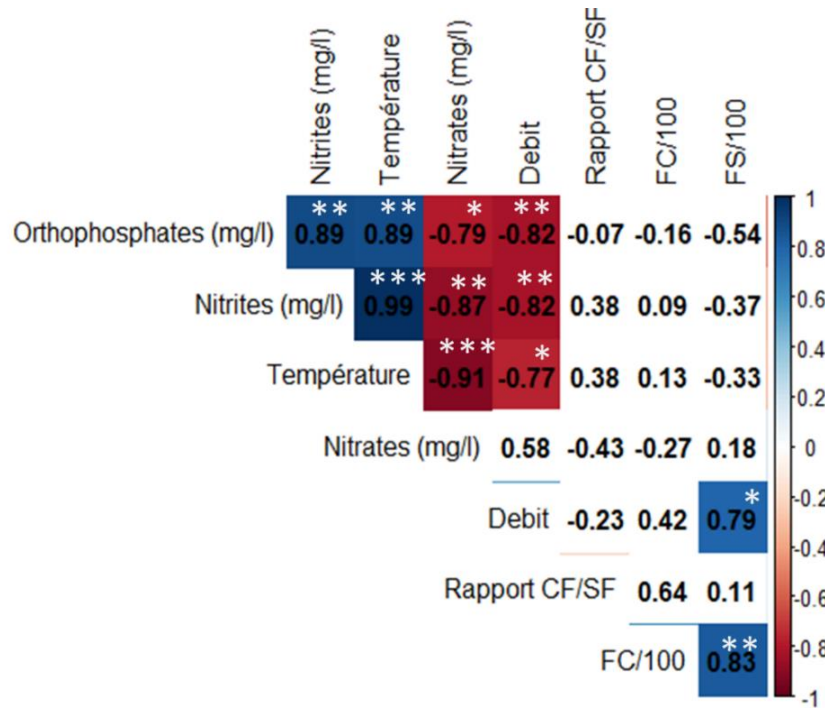 Nitrites (mg/l)
Température
Nitrates (mg/l)
Debit
Rapport CF/SF
FC/100
FS/100
Orthophosphates (mg/l) 0.89 ** 0.89 ** -0.79 * -0.82 ** -0.07 -0.16 -0.54
Nitrites (mg/l) 0.99 *** -0.87 ** -0.82 ** 0.38 0.09 -0.37
Température -0.91 *** -0.77 * 0.38 0.13 -0.33
Nitrates (mg/l) 0.58 -0.43 -0.27 0.18
Debit -0.23 0.42 0.79 *
Rapport CF/SF 0.64 0.11
FC/100 0.83 **
1
0.8
0.6
0.4
0.2
0
-0.2
-0.4
-0.6
-0.8
-1